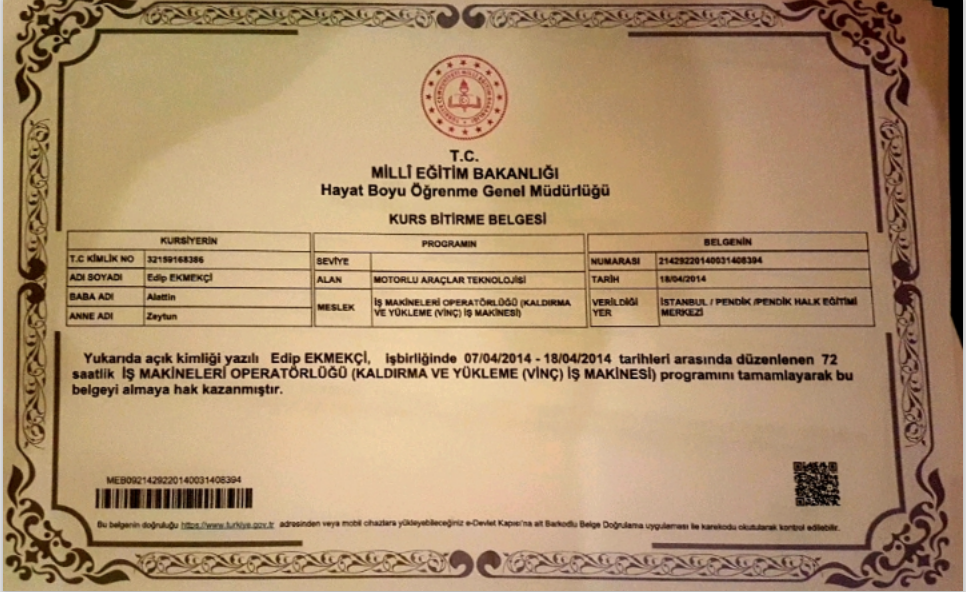 T.C.
MİLLÎ EĞİTİM BAKANLIĞI
Hayat Boyu Öğrenme Genel Müdürlüğü
KURS BİTİRME BELGESİ
KURSİYERİN
T.C KİMLİK NO 32159168386
ADI SOYADI Edip EKMEKÇİ
BABA ADI Alattin
ANNE ADI Zeytun
PROGRAMIN
SEVİYE
ALAN MOTORLU ARAÇLAR TEKNOLOJİSİ
MESLEK İŞ MAKİNELERİ OPERATÖRLÜĞÜ (KALDIRMA
VE YÜKLEME (VİNÇ) İŞ MAKİNESİ)
BELGENİN
NUMARASI 21429220140031408394
TARİH 18/04/2014
VERİLDİĞİ YER İSTANBUL / PENDİK /PENDİK HALK EĞİTİMİ
MERKEZİ
Yukarıda açık kimliği yazılı Edip EKMEKÇİ, işbirliğinde 07/04/2014 - 18/04/2014 tarihleri arasında düzenlenen 72
saatlik İŞ MAKİNELERİ OPERATÖRLÜĞÜ (KALDIRMA VE YÜKLEME (VİNÇ) İŞ MAKİNESİ) programını tamamlayarak bu
belgeyi almaya hak kazanmıştır.
MEB0921429220140031408394
Bu belgenin doğruluğu https://www.turkiye.gov.tr adresinden veya mobil cihazlara yükleyebileceğiniz e-Devlet Kapısı'na ait Barkodlu Belge Doğrulama uygulaması ile karekodu okutularak kontrol edilebilir.